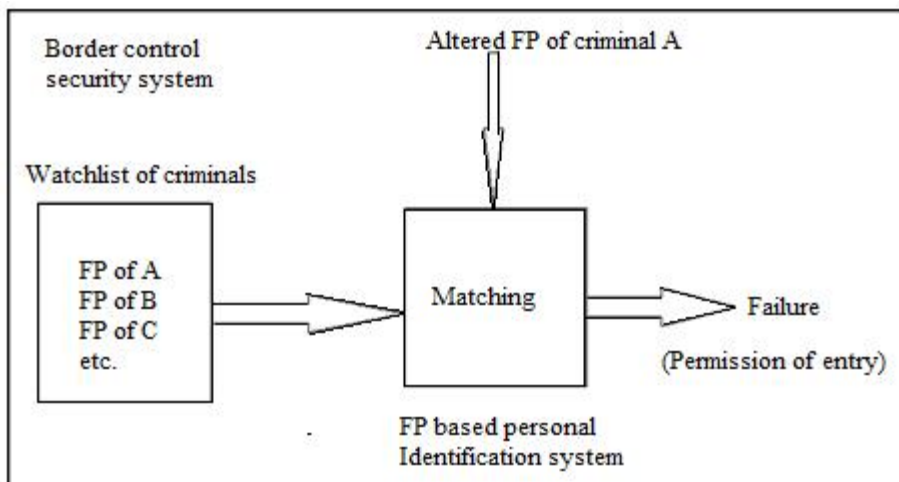 Border control
security system
Altered FP of criminal A
Watchlist of criminals
FP of A
FP of B
FP of C
etc.
Matching
Failure
(Permission of entry)
FP based personal
Identification system